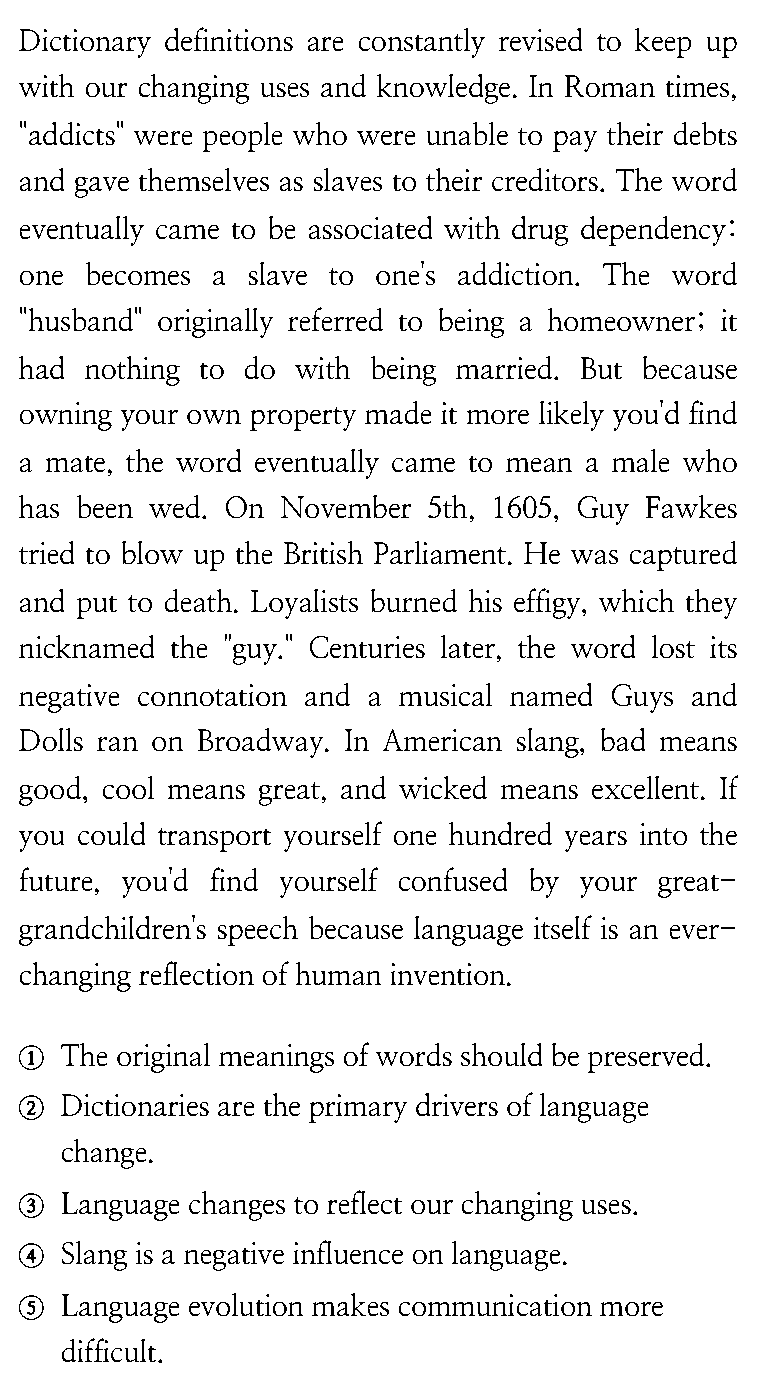 Dictionary definitions are constantly revised to keep up
with our changing uses and knowledge. In Roman times,
"addicts" were people who were unable to pay their debts
and gave themselves as slaves to their creditors. The word
eventually came to be associated with drug dependency:
one becomes a slave to one's addiction. The word
"husband" originally referred to being a homeowner; it
had nothing to do with being married. But because
owning your own property made it more likely you'd find
a mate, the word eventually came to mean a male who
has been wed. On November 5th, 1605, Guy Fawkes
tried to blow up the British Parliament. He was captured
and put to death. Loyalists burned his effigy, which they
nicknamed the "guy." Centuries later, the word lost its
negative connotation and a musical named Guys and
Dolls ran on Broadway. In American slang, bad means
good, cool means great, and wicked means excellent. If
you could transport yourself one hundred years into the
future, you'd find yourself confused by your great-
grandchildren's speech because language itself is an ever-
changing reflection of human invention.
① The original meanings of words should be preserved.
② Dictionaries are the primary drivers of language
change.
③ Language changes to reflect our changing uses.
④ Slang is a negative influence on language.
⑤ Language evolution makes communication more
difficult.